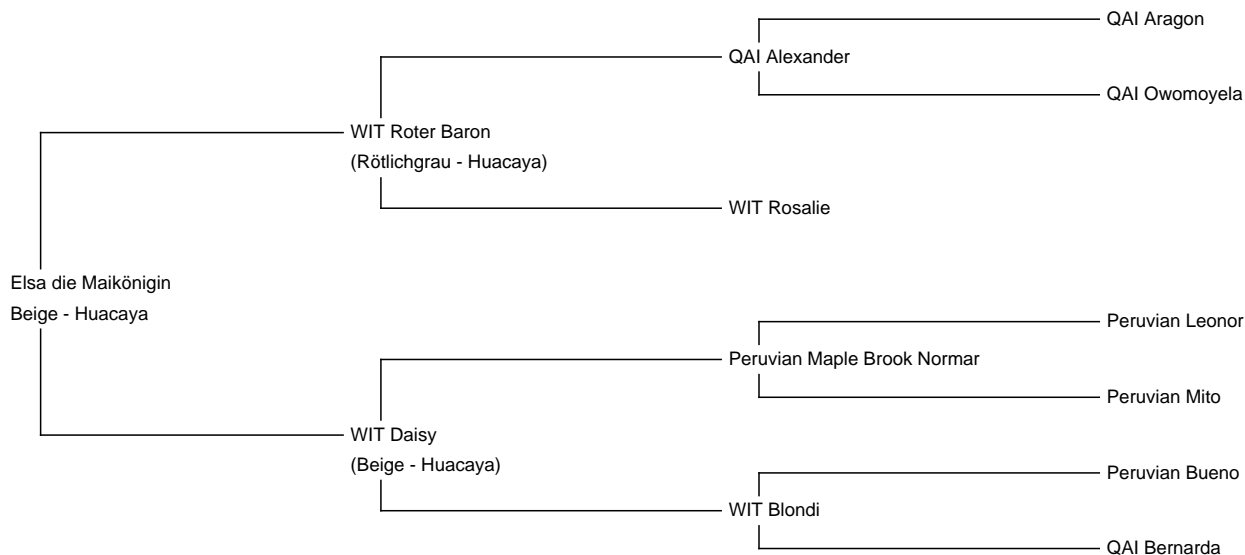 QAI Aragon
QAI Alexander
QAI Owomoyela
WIT Roter Baron
(Rötlichgrau - Huacaya)
WIT Rosalie
Elsa die Maikönigin
Beige - Huacaya
Peruvian Leonor
Peruvian Maple Brook Normar
Peruvian Mito
WIT Daisy
(Beige - Huacaya)
Peruvian Bueno
WIT Blondi
QAI Bernarda